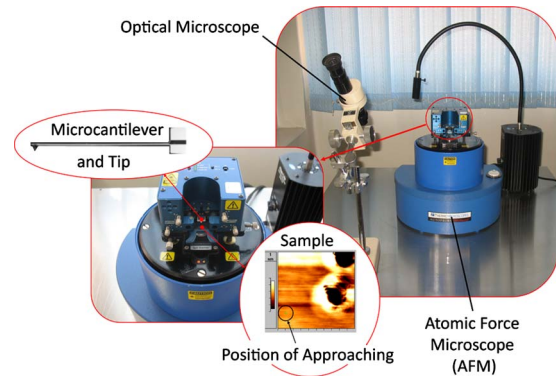 Optical Microscope
Microcantilever
and Tip
Sample
Position of Approaching
Atomic Force
Microscope
(AFM)